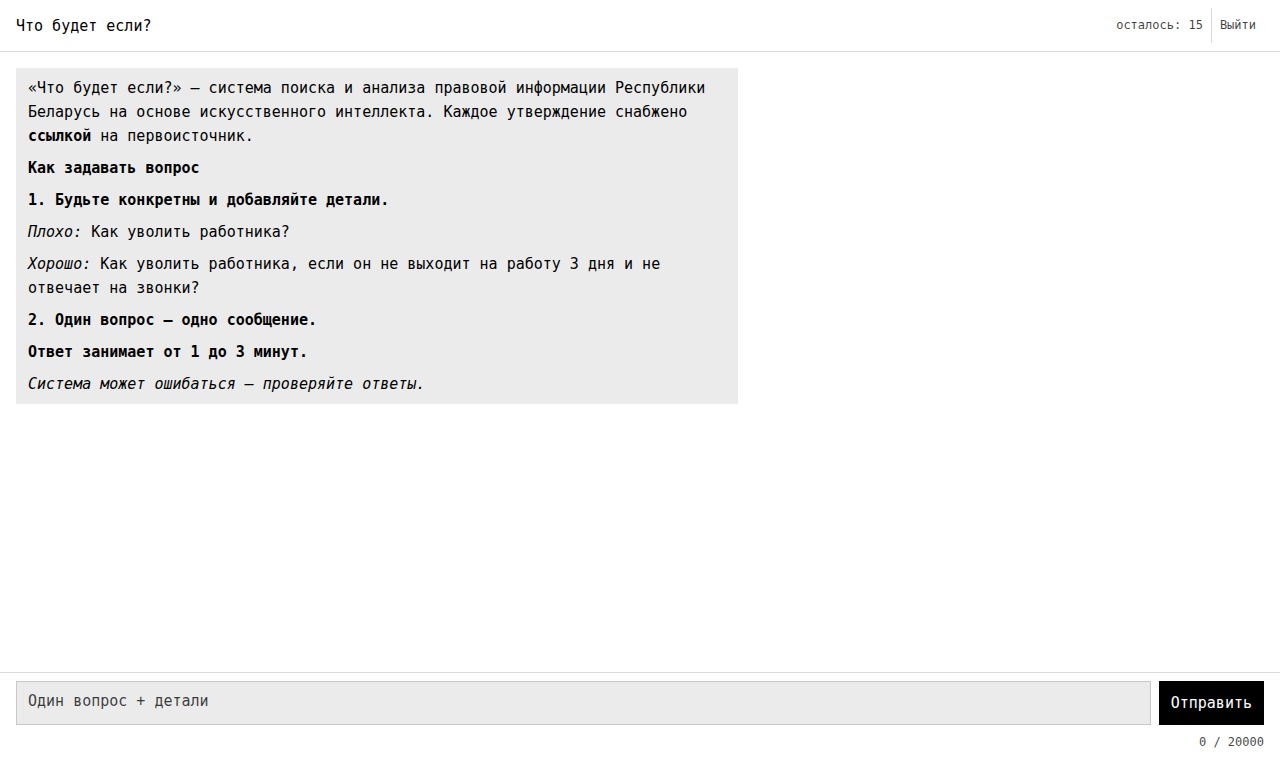 Что будет если?
осталось: 15
Выйти
«Что будет если?» — система поиска и анализа правовой информации Республики
Беларусь на основе искусственного интеллекта. Каждое утверждение снабжено
ссылкой на первоисточник.
Как задавать вопрос
1. Будьте конкретны и добавляйте детали.
Плохо: Как уволить работника?
Хорошо: Как уволить работника, если он не выходит на работу 3 дня и не
отвечает на звонки?
2. Один вопрос — одно сообщение.
Ответ занимает от 1 до 3 минут.
Система может ошибаться — проверяйте ответы.
Один вопрос + детали
Отправить
0 / 20000